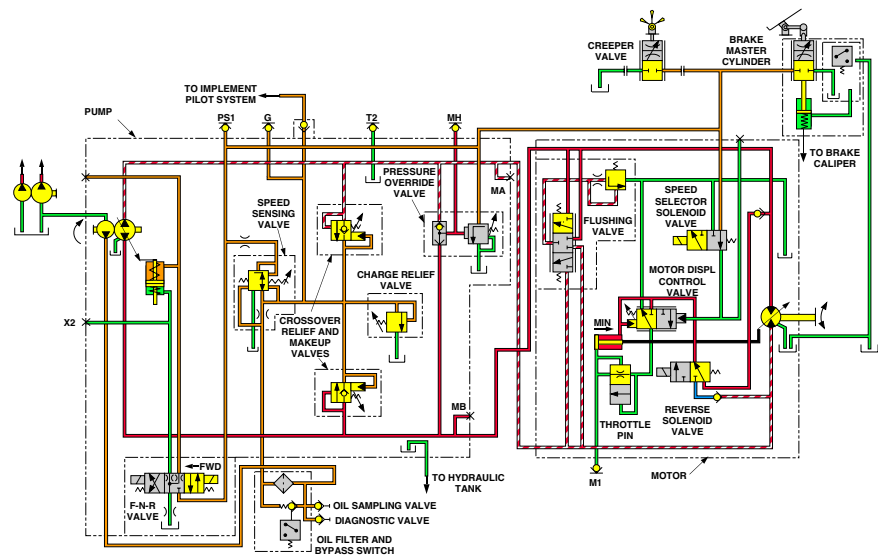 CREEPER
VALVE
BRAKE
MASTER
CYLINDER
TO IMPLEMENT
PILOT SYSTEM
PUMP
PS1
G
T2
MH
TO BRAKE
CALIPER
PRESSURE
OVERRIDE
VALVE
MA
SPEED
SENSING
VALVE
FLUSHING
VALVE
SPEED
SELECTOR
SOLENOID
VALVE
CHARGE RELIEF
VALVE
MOTOR DISPL
CONTROL
VALVE
X2
CROSSOVER
RELIEF AND
MAKEUP
VALVES
MIN
MB
THROTTLE
PIN
REVERSE
SOLENOID
VALVE
FWD
F-N-R
VALVE
TO HYDRAULIC
TANK
M1
MOTOR
OIL SAMPLING VALVE
DIAGNOSTIC VALVE
OIL FILTER AND
BYPASS SWITCH